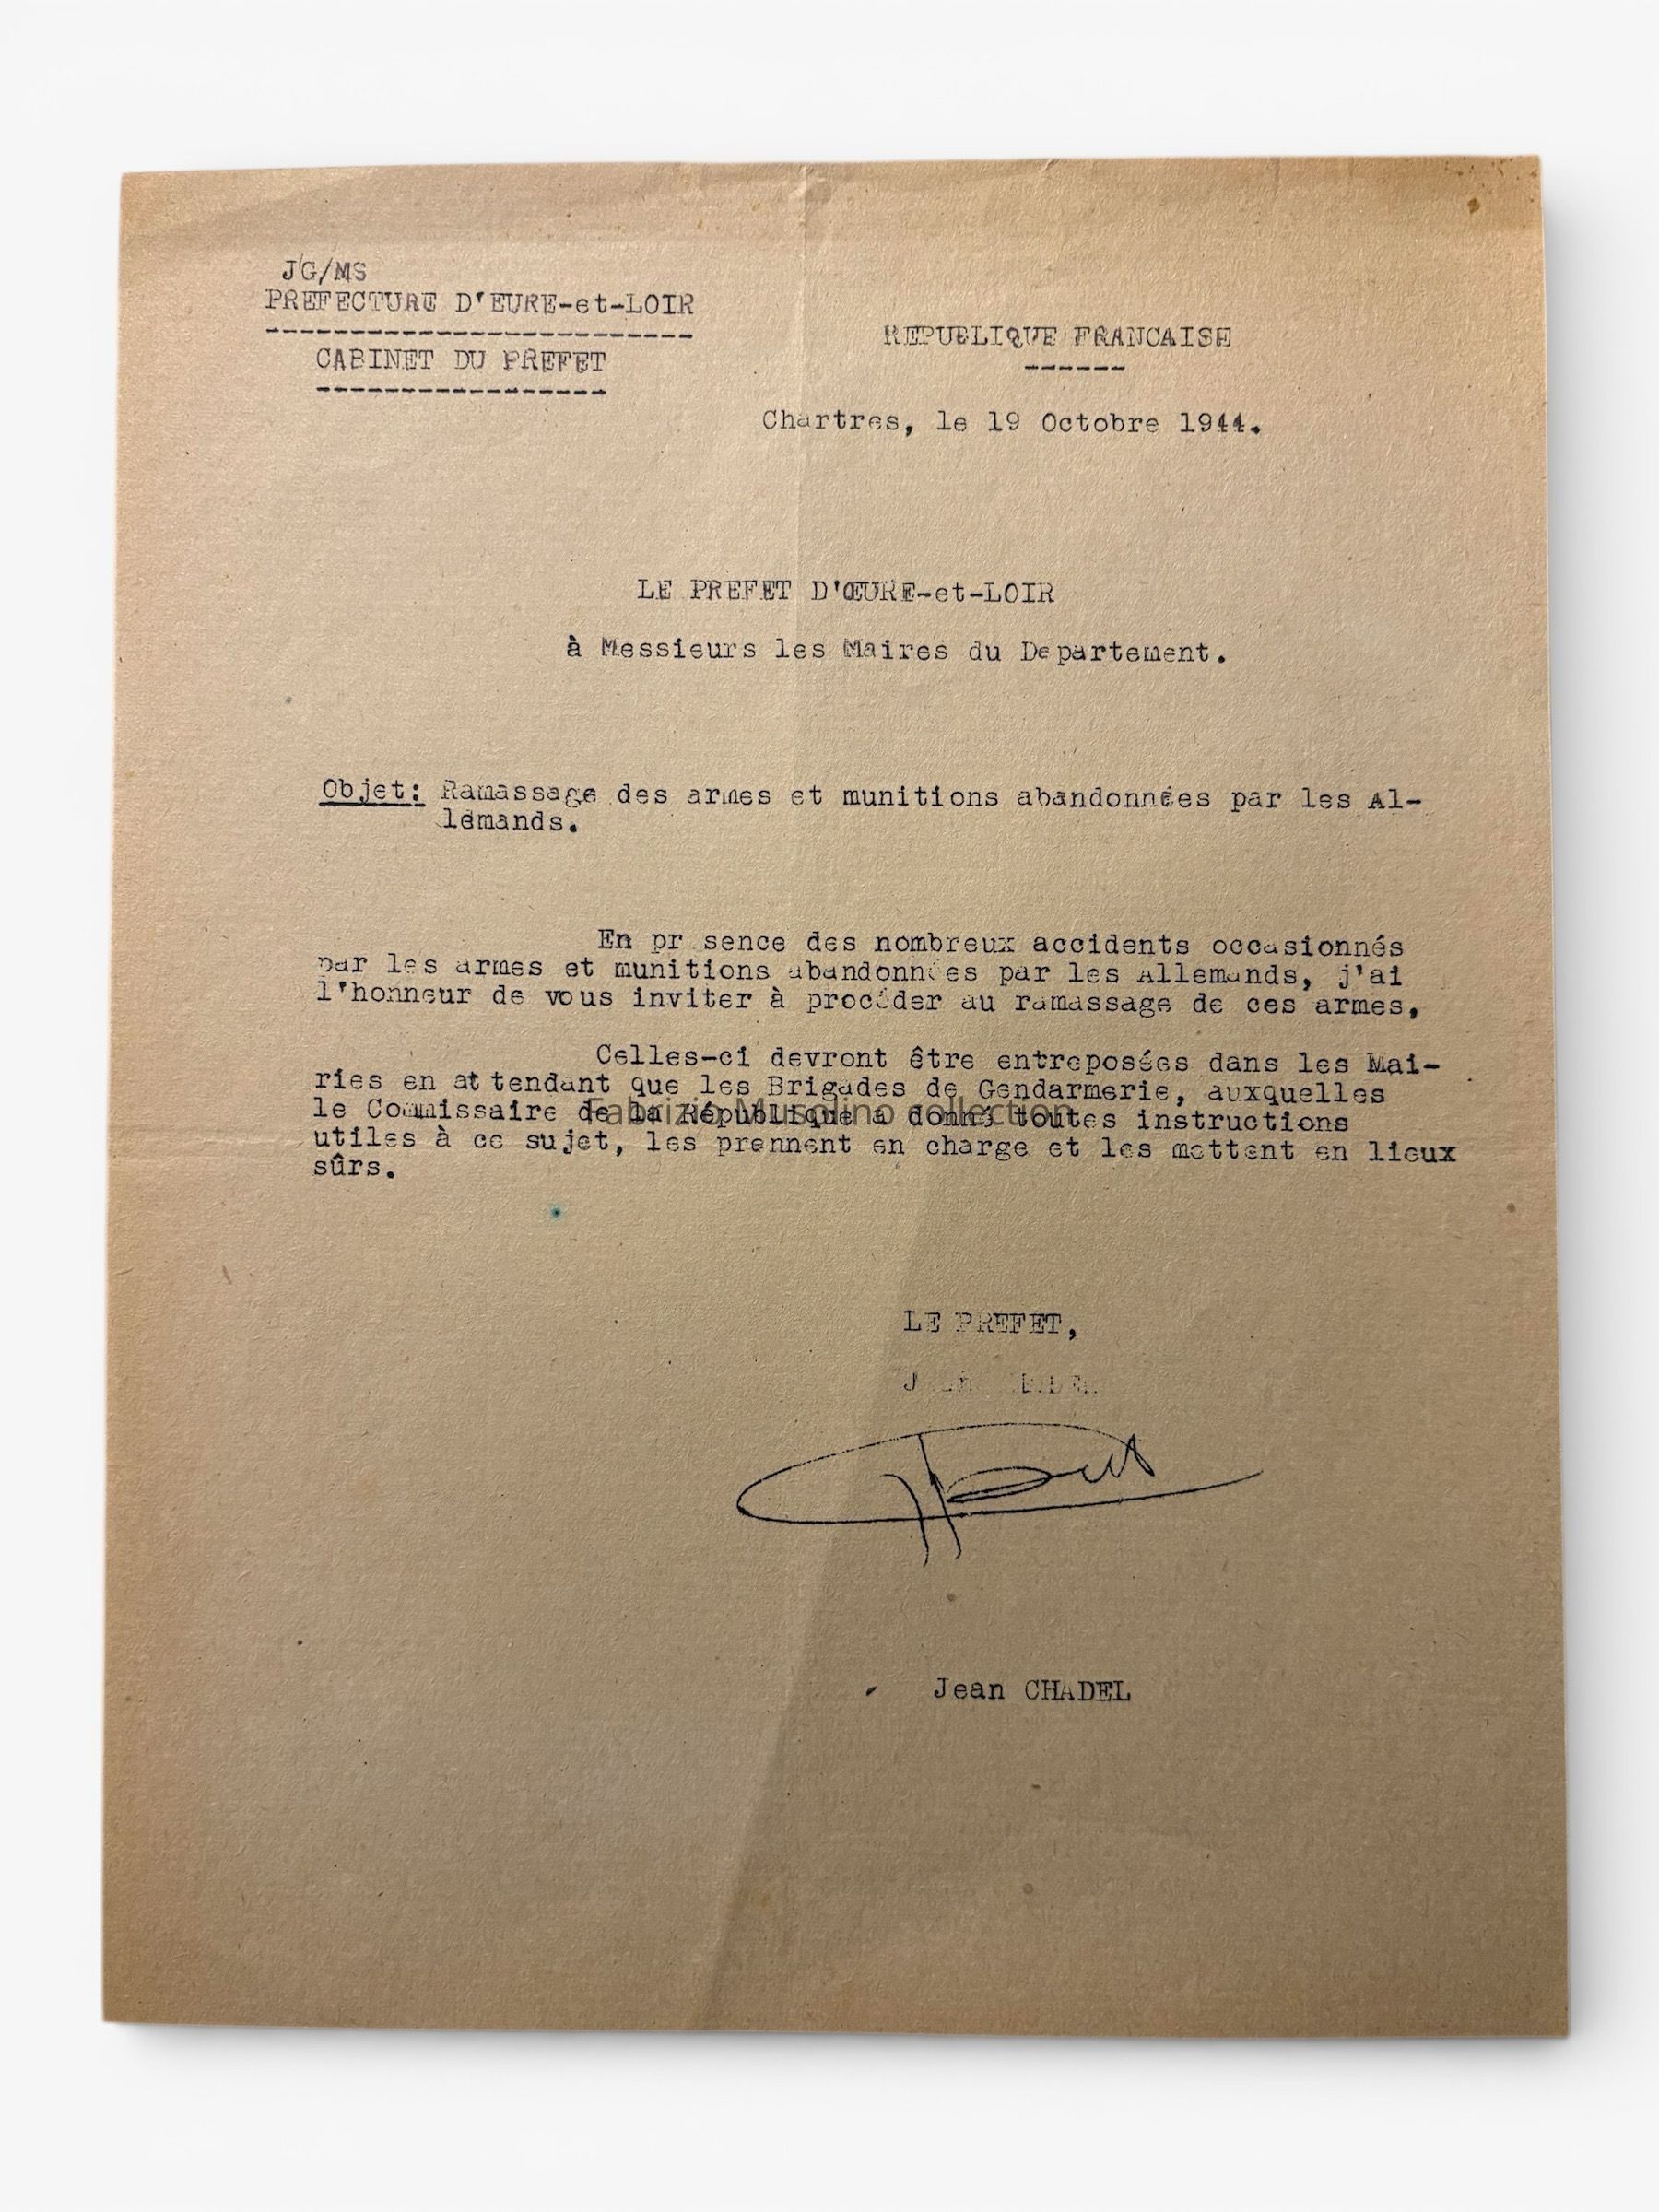 JG/MS
PREFECTURE D'EURE-et-LOIR
CABINET DU PREFET
REPUBLIQUE FRANCAISE
Chartres, le 19 Octobre 1944.
LE PREFET D'ŒURE-et-LOIR
à Messieurs les Maires du Departement.
Objet: Ramassage des armes et munitions abandonnées par les Al-
lemands.
En pr sence des nombreux accidents occasionnés
par les armes et munitions abandonnées par les Allemands, j'ai
l'honneur de vous inviter à procéder au ramassage de ces armes,
Celles-ci devront être entreposées dans les Mai-
ries en attendant que les Brigades de Gendarmerie, auxquelles
le Commissaire de la République a donné toutes instructions
Fabrizio Musolino collection
utiles à ce sujet, les prennent en charge et les mettent en lieux
sûrs.
LE PREFET,
Jean CHADEL